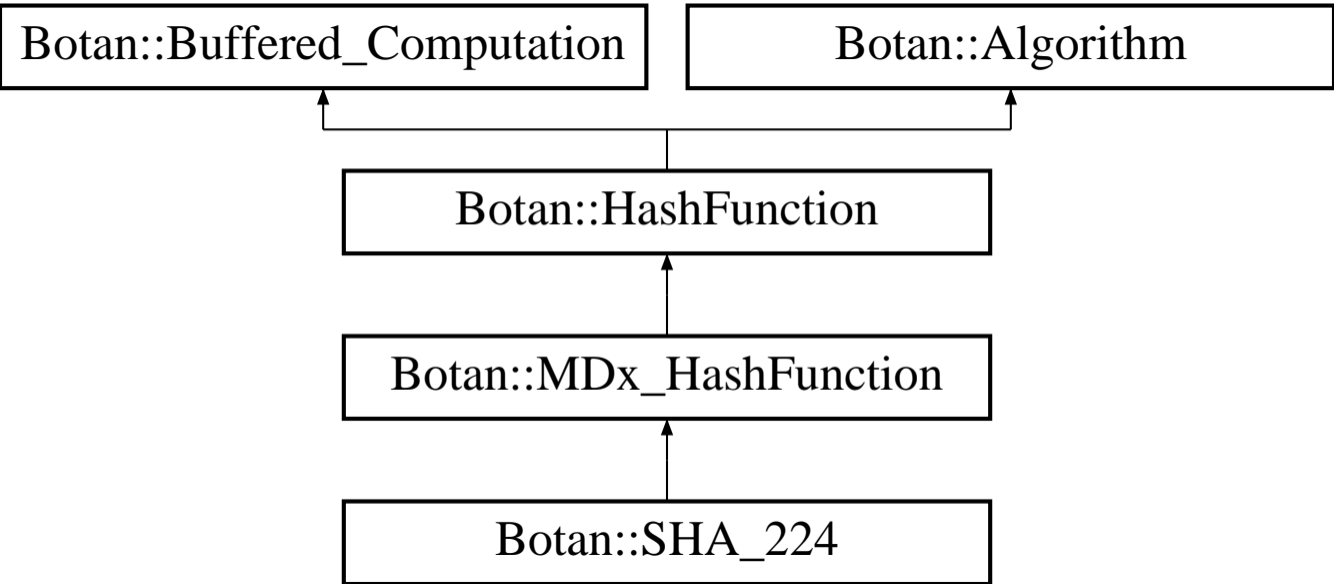 Botan::Buffered_Computation
Botan::Algorithm
Botan::HashFunction
Botan::MDx_HashFunction
Botan::SHA_224